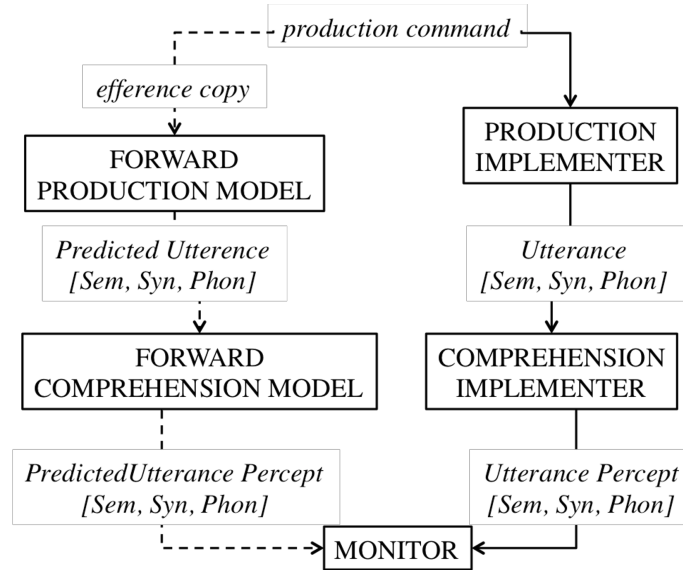 production command
efference copy
FORWARD
PRODUCTION MODEL
PRODUCTION
IMPLEMENTER
Predicted Utterence
[Sem, Syn, Phon]
Utterance
[Sem, Syn, Phon]
FORWARD
COMPREHENSION MODEL
COMPREHENSION
IMPLEMENTER
PredictedUtterance Percept
[Sem, Syn, Phon]
Utterance Percept
[Sem, Syn, Phon]
MONITOR